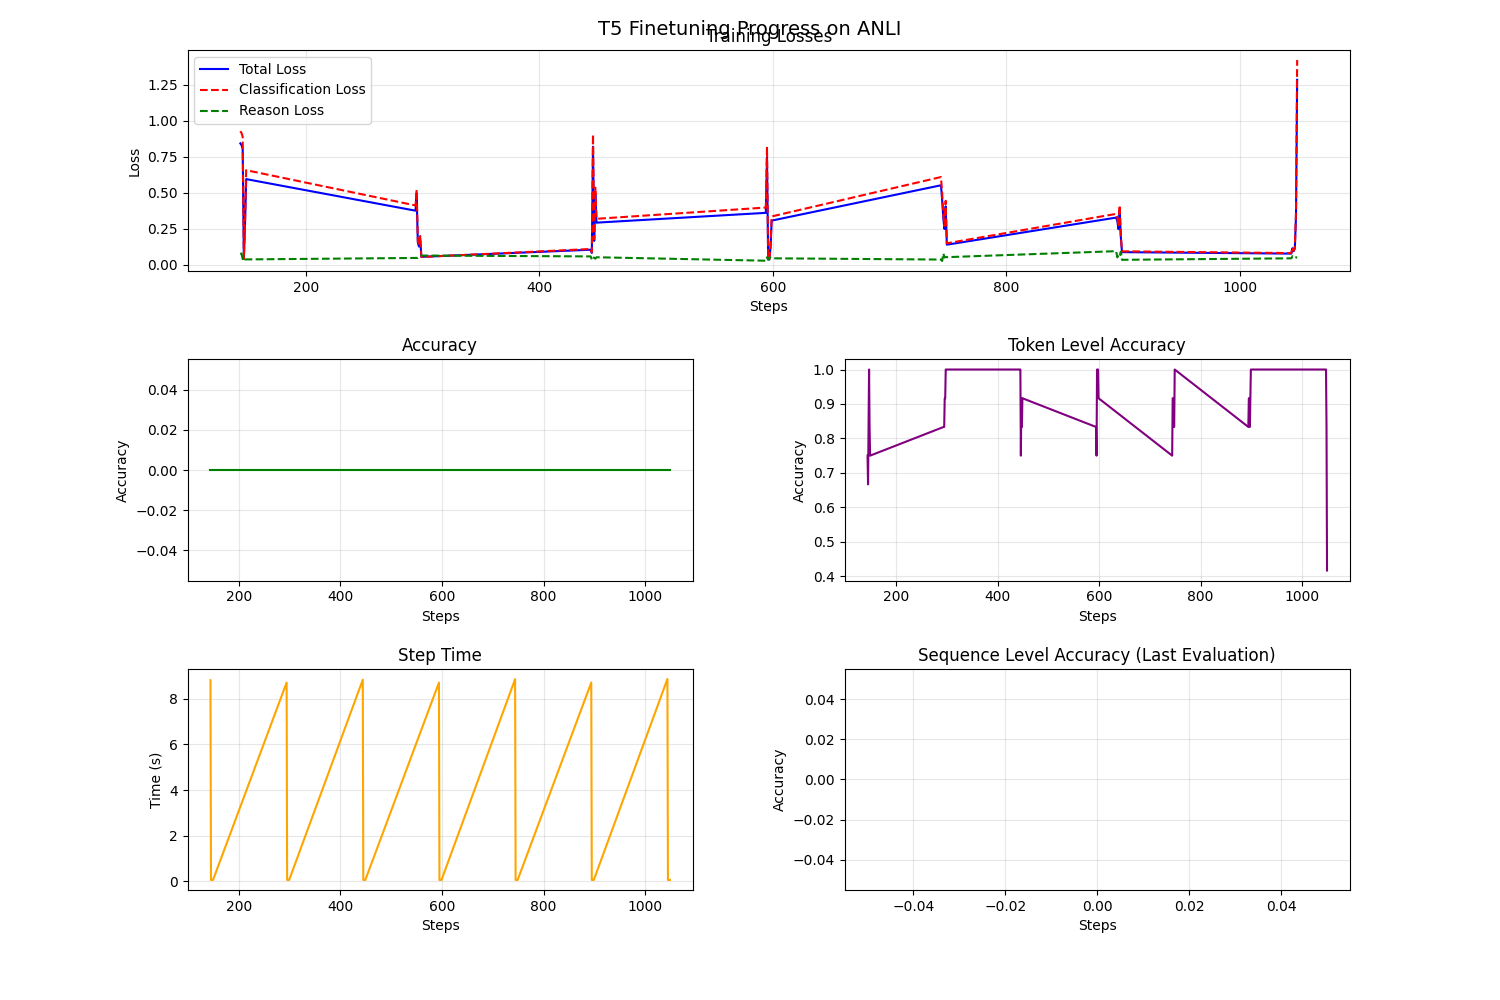 T5 Finetuning Progress on ANLI
Training Losses
Total Loss
Classification Loss
Reason Loss
1.25
1.00
0.75
0.50
0.25
0.00
Loss
200 400 600 800 1000
Steps
Accuracy
0.04
0.02
0.00
−0.02
−0.04
Accuracy
200 400 600 800 1000
Steps
Token Level Accuracy
1.0
0.9
0.8
0.7
0.6
0.5
0.4
Accuracy
200 400 600 800 1000
Steps
Step Time
8
6
4
2
0
Time (s)
200 400 600 800 1000
Steps
Sequence Level Accuracy (Last Evaluation)
0.04
0.02
0.00
−0.02
−0.04
Accuracy
−0.04 −0.02 0.00 0.02 0.04
Steps